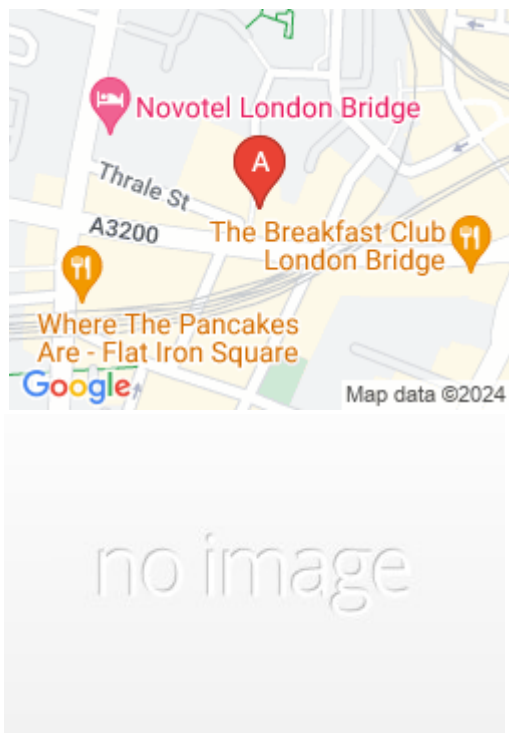 Novotel London Bridge
A
Thrale St
A3200
The Breakfast Club
London Bridge
Where The Pancakes
Are - Flat Iron Square
Google
Map data ©2024
no image